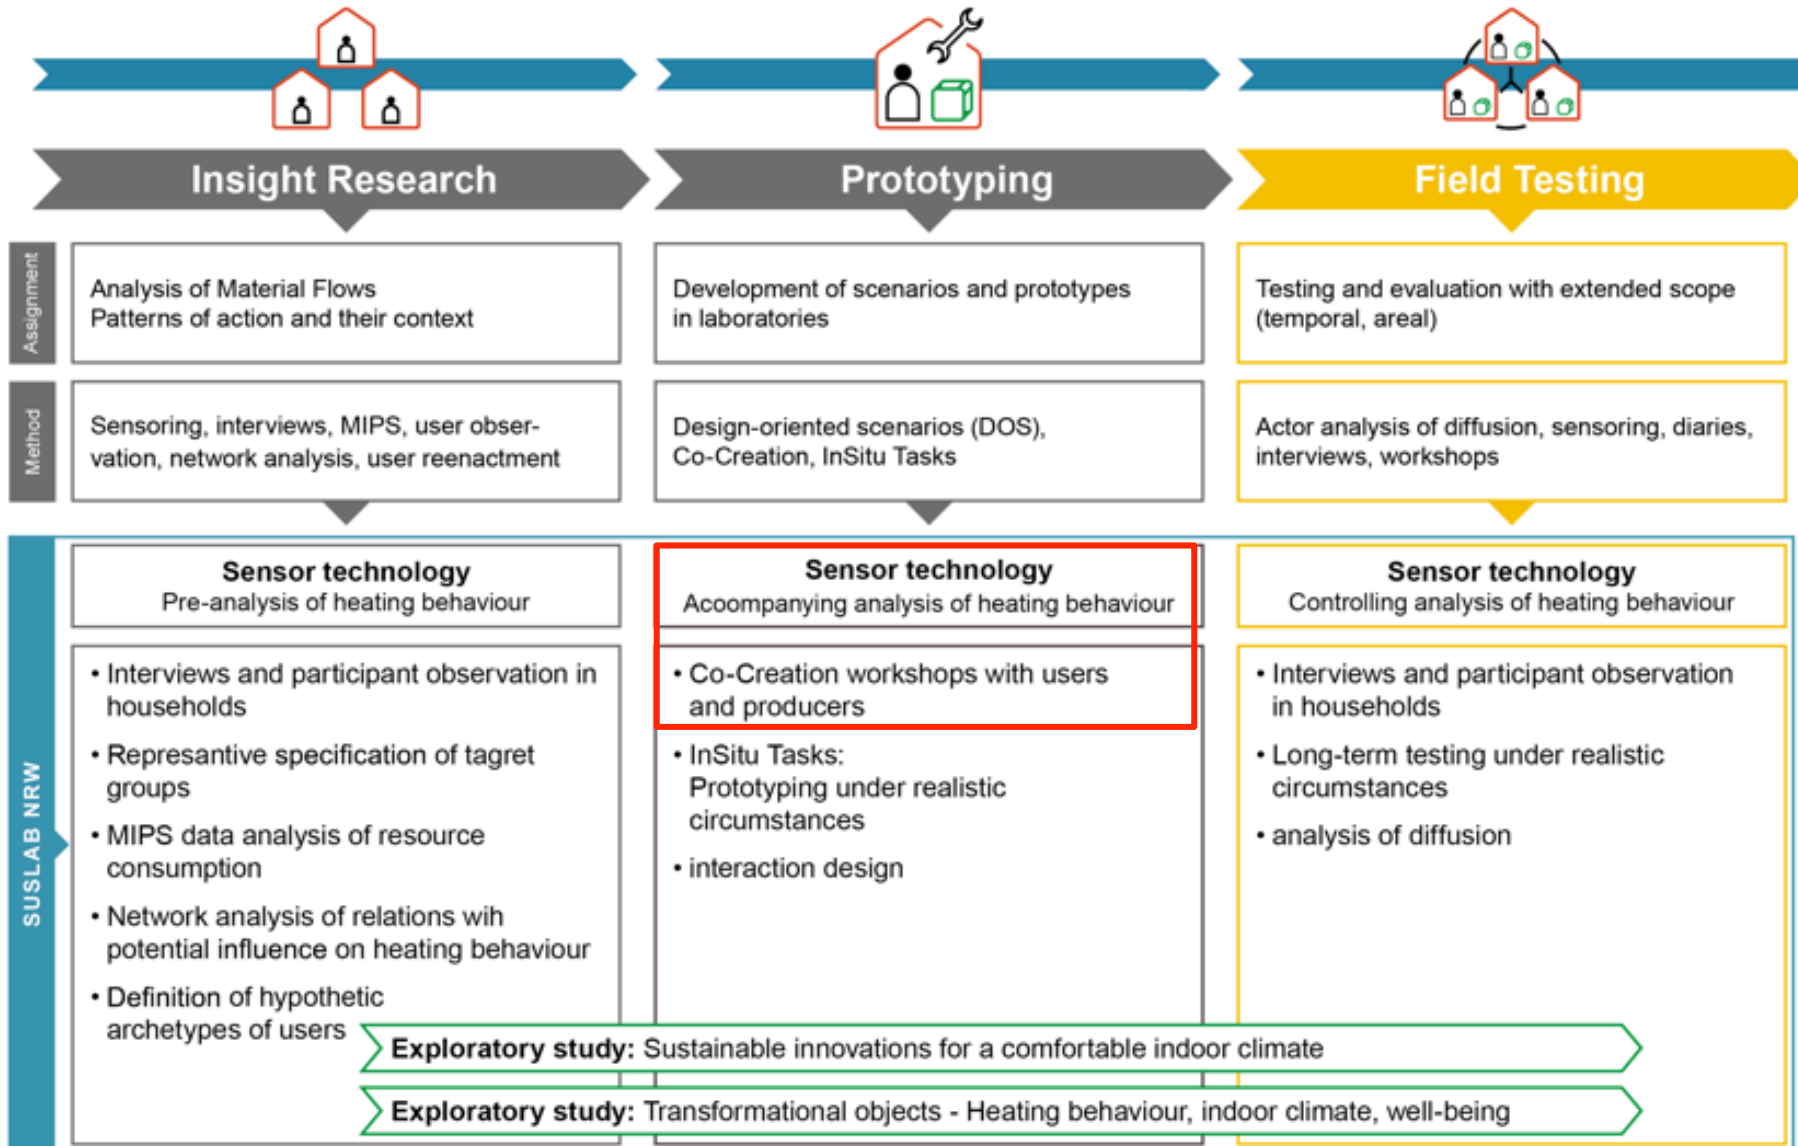 Insight Research
Prototyping
Field Testing
Assignment
Analysis of Material Flows
Patterns of action and their context
Development of scenarios and prototypes
in laboratories
Testing and evaluation with extended scope
(temporal, areal)
Method
Sensoring, interviews, MIPS, user obser-
vation, network analysis, user reenactment
Design-oriented scenarios (DOS),
Co-Creation, InSitu Tasks
Actor analysis of diffusion, sensoring, diaries,
interviews, workshops
SUSLAB NRW
Sensor technology
Pre-analysis of heating behaviour
• Interviews and participant observation in
households
• Represantive specification of tagret
groups
• MIPS data analysis of resource
consumption
• Network analysis of relations wih
potential influence on heating behaviour
• Definition of hypothetic
archetypes of users
Sensor technology
Acoompanying analysis of heating behaviour
• Co-Creation workshops with users
and producers
• InSitu Tasks:
Prototyping under realistic
circumstances
• interaction design
Sensor technology
Controlling analysis of heating behaviour
• Interviews and participant observation
in households
• Long-term testing under realistic
circumstances
• analysis of diffusion
Exploratory study: Sustainable innovations for a comfortable indoor climate
Exploratory study: Transformational objects - Heating behaviour, indoor climate, well-being